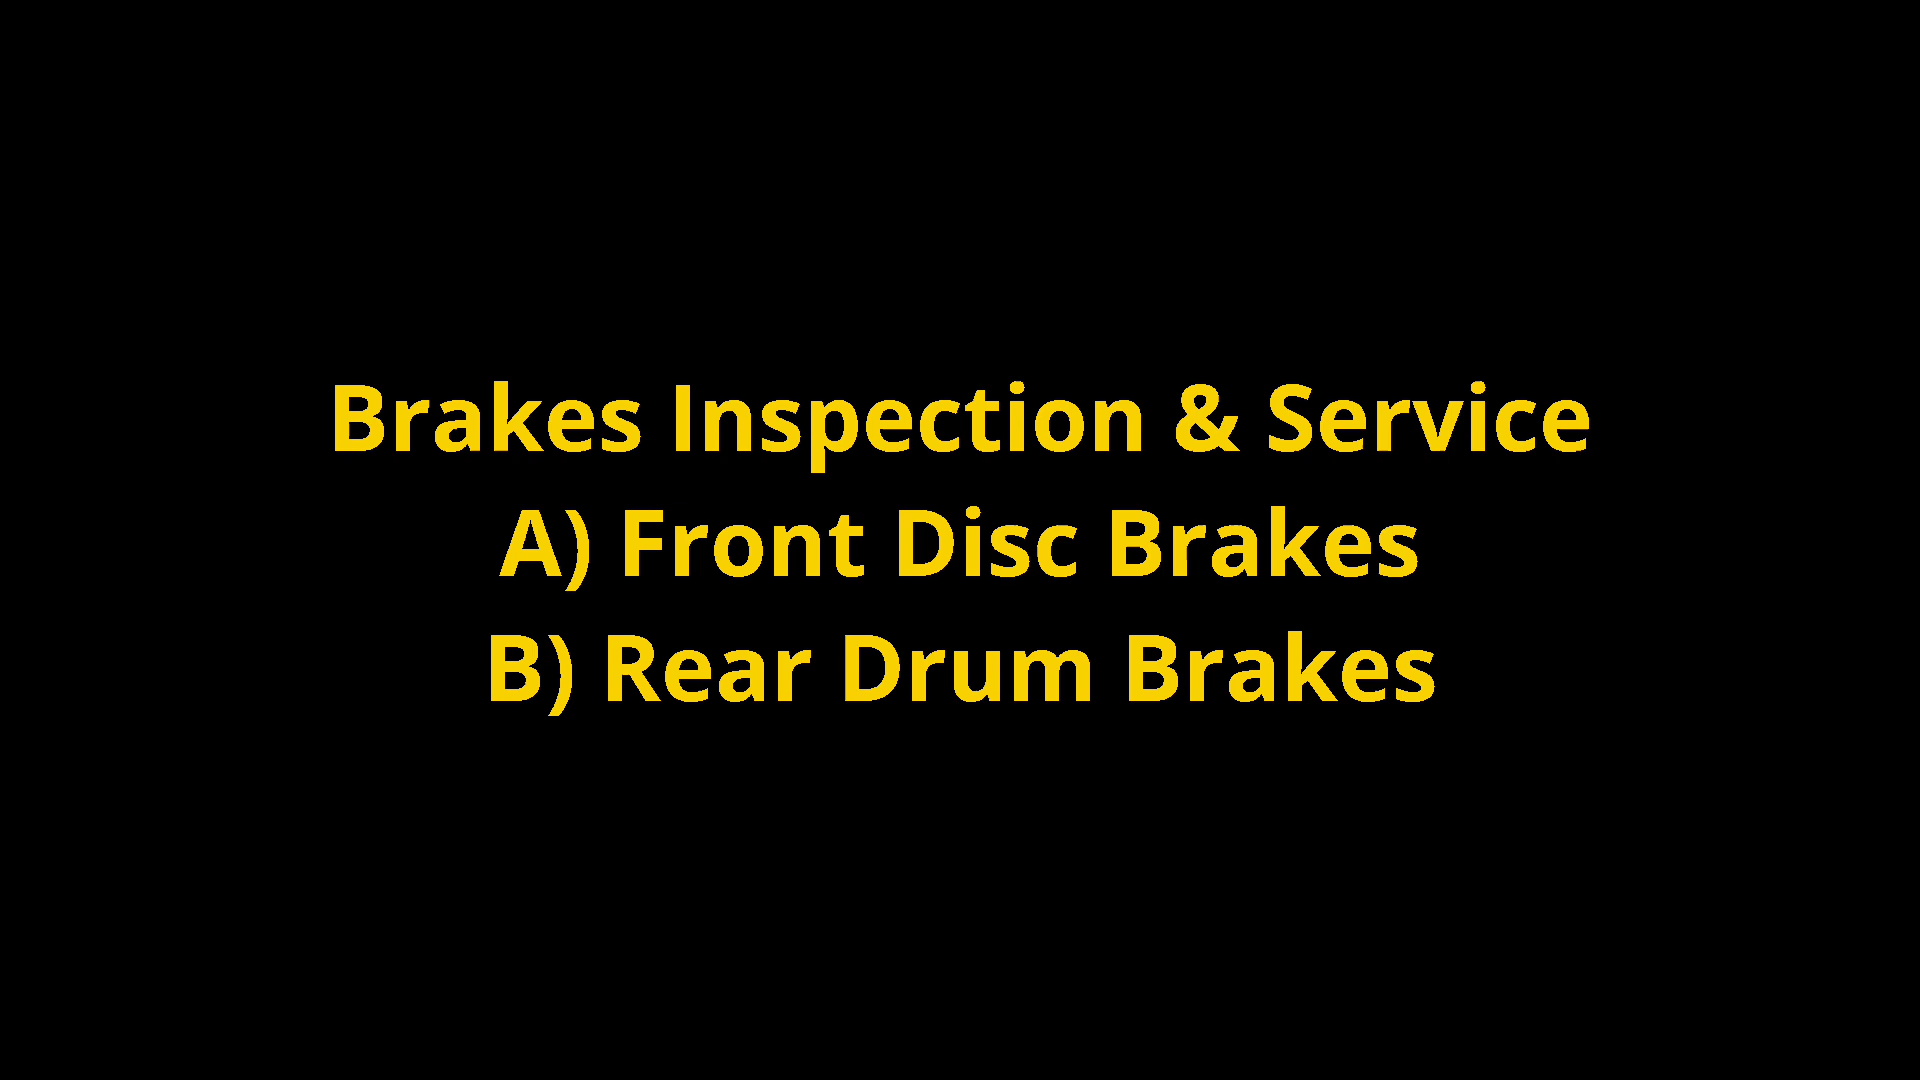 Brakes Inspection & Service
A) Front Disc Brakes
B) Rear Drum Brakes